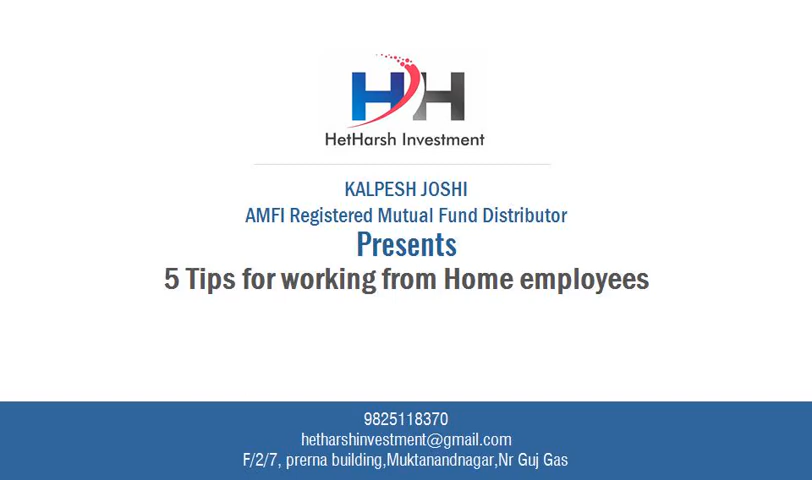 HH
HetHarsh Investment
KALPESH JOSHI
AMFI Registered Mutual Fund Distributor
Presents
5 Tips for working from Home employees
9825118370
hetharshinvestment@gmail.com
F/2/7, prerna building,Muktanandnagar,Nr Guj Gas